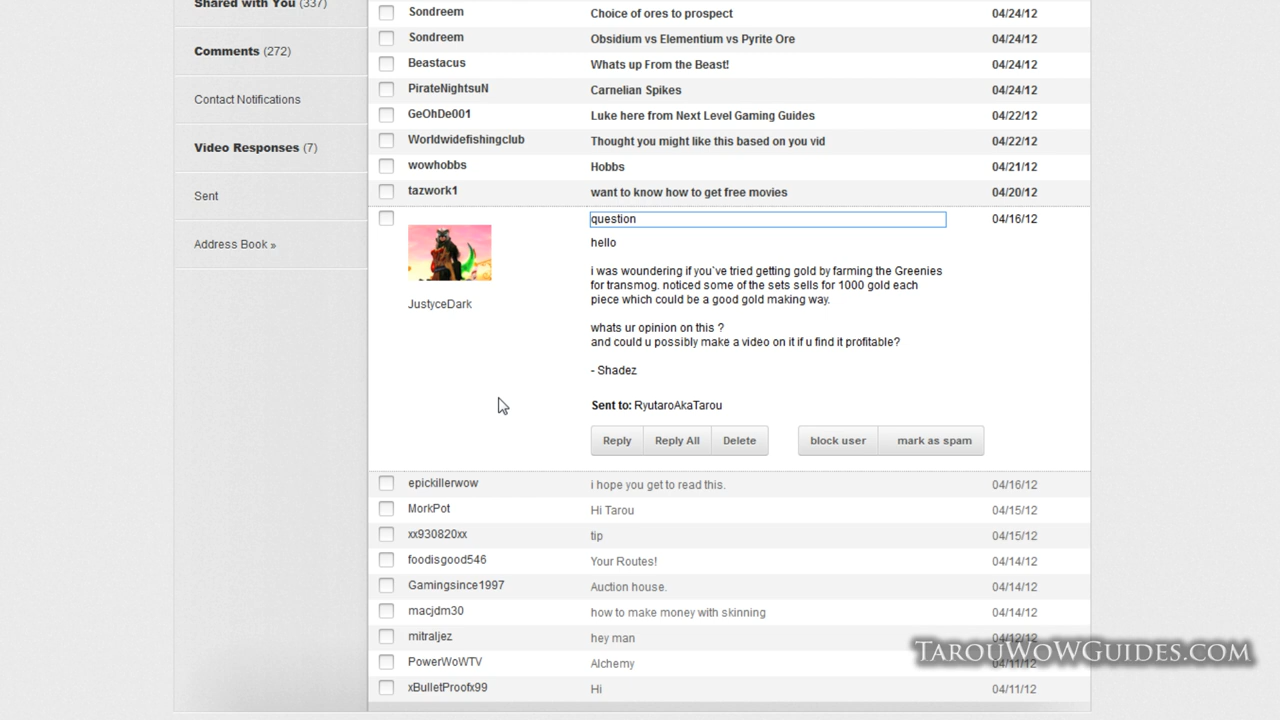 Shared with You (337)
Comments (272)
Contact Notifications
Video Responses (7)
Sent
Address Book »
Sondreem Choice of ores to prospect 04/24/12
Sondreem Obsidium vs Elementium vs Pyrite Ore 04/24/12
Beastacus Whats up From the Beast! 04/24/12
PirateNightsuN Carnelian Spikes 04/24/12
GeOhDe001 Luke here from Next Level Gaming Guides 04/22/12
Worldwidefishingclub Thought you might like this based on you vid 04/22/12
wowhobbs Hobbs 04/21/12
tazwork1 want to know how to get free movies 04/20/12
question 04/16/12
JustyceDark
hello
i was woundering if you`ve tried getting gold by farming the Greenies
for transmog. noticed some of the sets sells for 1000 gold each
piece which could be a good gold making way.
whats ur opinion on this ?
and could u possibly make a video on it if u find it profitable?
- Shadez
Sent to: RyutaroAkaTarou
Reply Reply All Delete block user mark as spam
epickillerwow i hope you get to read this. 04/16/12
MorkPot Hi Tarou 04/15/12
xx930820xx tip 04/15/12
foodisgood546 Your Routes! 04/14/12
Gamingsince1997 Auction house. 04/14/12
macjdm30 how to make money with skinning 04/14/12
mitraljez hey man 04/12/12
PowerWoWTV Alchemy 04/11/12
xBulletProofx99 Hi 04/11/12
TarouWoWGuides.com